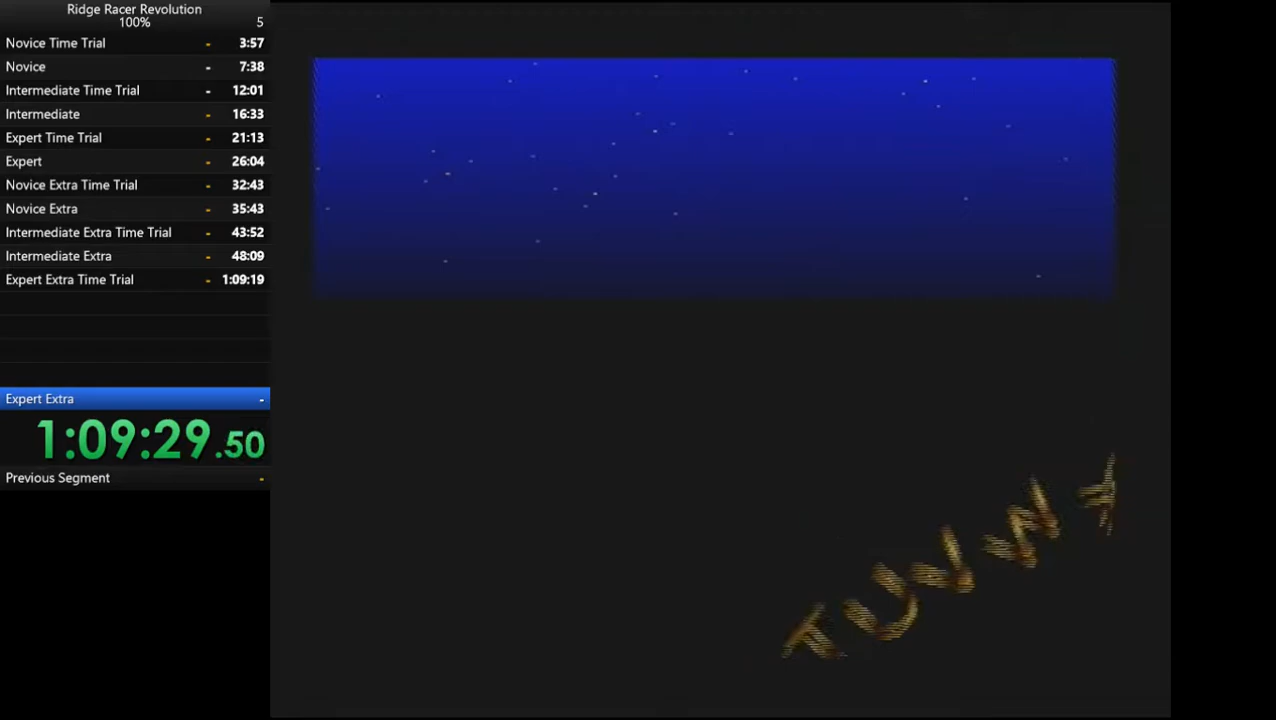 Ridge Racer Revolution
100% 5
Novice Time Trial - 3:57
Novice - 7:38
Intermediate Time Trial - 12:01
Intermediate - 16:33
Expert Time Trial - 21:13
Expert - 26:04
Novice Extra Time Trial - 32:43
Novice Extra - 35:43
Intermediate Extra Time Trial - 43:52
Intermediate Extra - 48:09
Expert Extra Time Trial - 1:09:19
Expert Extra -
1:09:29.50
Previous Segment -
T U V W X